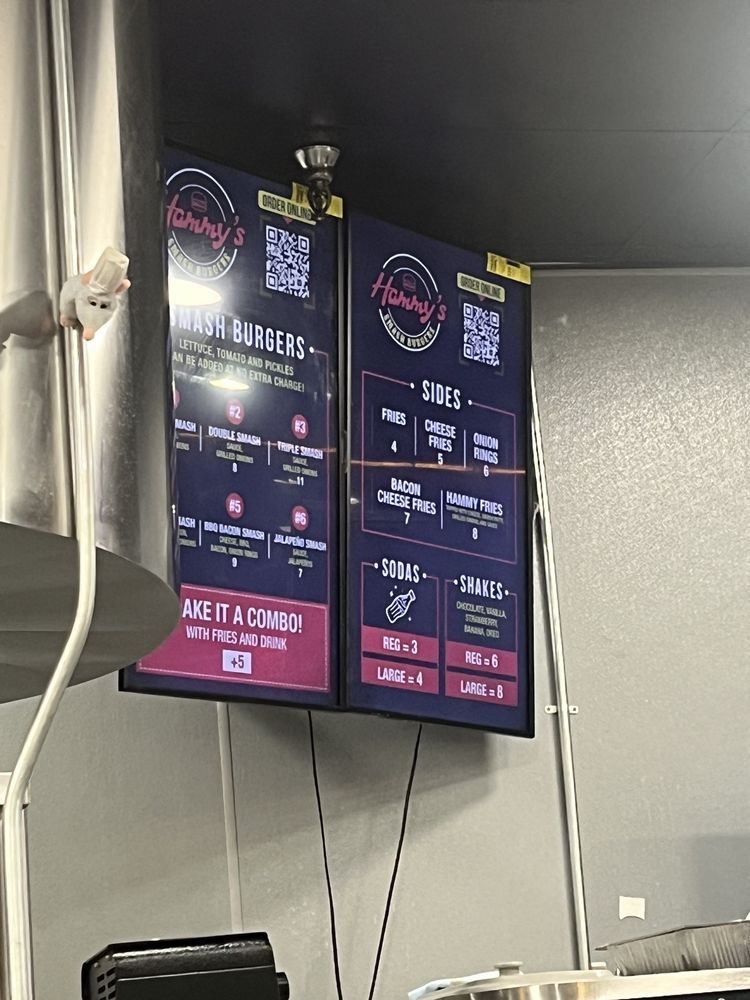 Hammy's
SMASH BURGERS
ORDER ONLINE
SMASH BURGERS
LETTUCE, TOMATO AND PICKLES
AN BE ADDED AT NO EXTRA CHARGE!
#2
#3
MASH
DOUBLE SMASH
TRIPLE SMASH
SAUCE,
GRILLED ONIONS
8
SAUCE,
GRILLED ONIONS
11
#5
#6
ASH
BBQ BACON SMASH
JALAPEÑO SMASH
CHEESE, BBQ,
BACON, ONION RINGS
9
SAUCE,
JALAPEÑOS
7
AKE IT A COMBO!
WITH FRIES AND DRINK
+5
Hammy's
SMASH BURGERS
ORDER ONLINE
SIDES
FRIES
4
CHEESE
FRIES
5
ONION
RINGS
6
BACON
CHEESE FRIES
7
HAMMY FRIES
8
SODAS
REG = 3
LARGE = 4
SHAKES
CHOCOLATE, VANILLA,
STRAWBERRY,
BANANA, OREO
REG = 6
LARGE = 8